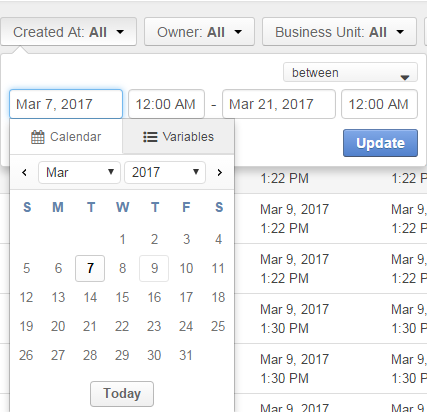 Created At: All Owner: All Business Unit: All
between
Mar 7, 2017 12:00 AM - Mar 21, 2017 12:00 AM
Calendar Variables
Update
Mar 2017
S M T W T F S
1 2 3 4
5 6 7 8 9 10 11
12 13 14 15 16 17 18
19 20 21 22 23 24 25
26 27 28 29 30 31
Today
1:22 PM 1:22 PM
Mar 9, 2017 Mar 9, 2017
1:22 PM 1:22 PM
Mar 9, 2017 Mar 9, 2017
1:22 PM 1:22 PM
Mar 9, 2017 Mar 9, 2017
1:30 PM 1:30 PM
Mar 9, 2017 Mar 9, 2017
1:30 PM 1:30 PM
Mar 9, 2017 Mar 9, 2017